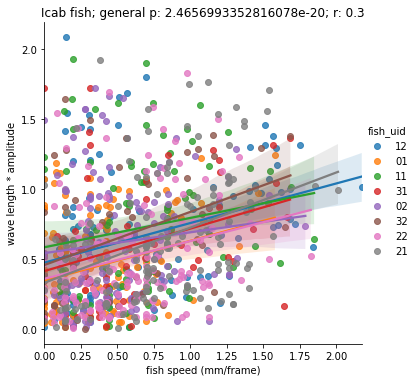 Icab fish; general p: 2.4656993352816078e-20; r: 0.3
wave length * amplitude
2.0
1.5
1.0
0.5
0.0
0.00 0.25 0.50 0.75 1.00 1.25 1.50 1.75 2.00
fish speed (mm/frame)
fish_uid
12
01
11
31
02
32
22
21